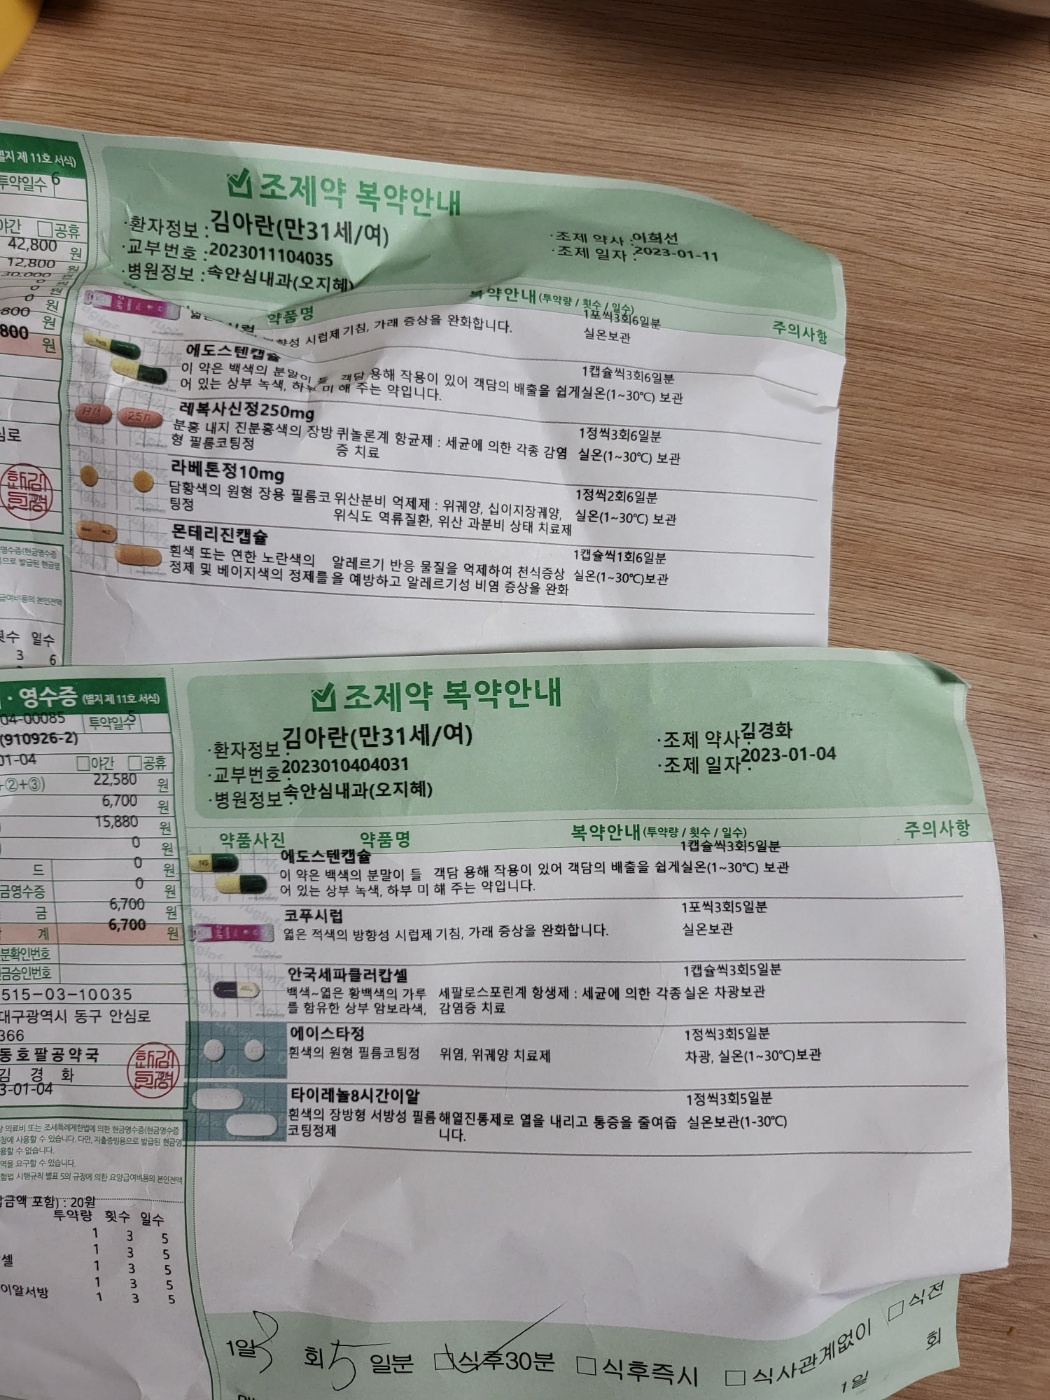 별지 제 11호 서식)
투약일수 6
야간 □공휴
42,800 원
12,800 원
30,000 원
0 원
0 원
800 원
800 원
조제약 복약안내
·환자정보 : 김아란(만31세/여)
·교부번호 : 2023011104035
·병원정보 : 속안심내과(오지혜)
·조제 약사 : 이희선
·조제 일자 : 2023-01-11
약품명 복약안내(투약량 / 횟수 / 일수) 주의사항
향성 시럽제 기침, 가래 증상을 완화합니다.
1포씩3회6일분
실온보관
에도스텐캡슐
이 약은 백색의 분말이 들 객담 용해 작용이 있어 객담의 배출을 쉽게
어 있는 상부 녹색, 하부 미 해 주는 약입니다.
1캡슐씩3회6일분
실온(1~30℃) 보관
레복사신정250mg
분홍 내지 진분홍색의 장방 퀴놀론계 항균제 : 세균에 의한 각종 감염
형 필름코팅정 증 치료
1정씩3회6일분
실온(1~30℃) 보관
라베톤정10mg
담황색의 원형 장용 필름코 위산분비 억제제 : 위궤양, 십이지장궤양,
팅정 위식도 역류질환, 위산 과분비 상태 치료제
1정씩2회6일분
실온(1~30℃) 보관
몬테리진캡슐
흰색 또는 연한 노란색의 알레르기 반응 물질을 억제하여 천식증상
정제 및 베이지색의 정제를 을 예방하고 알레르기성 비염 증상을 완화
1캡슐씩1회6일분
실온(1~30℃)보관
횟수 일수
3 6
· 영수증 (별지 제 11호 서식)
04-00085 투약일수 5
(910926-2)
01-04 □야간 □공휴
+②+③) 22,580 원
6,700 원
15,880 원
0 원
드 0 원
금영수증 0 원
금 6,700 원
계 6,700 원
515-03-10035
대구광역시 동구 안심로
366
동호팔공약국
김 경 화
3-01-04
조제약 복약안내
·환자정보 : 김아란(만31세/여)
·교부번호 : 2023010404031
·병원정보 : 속안심내과(오지혜)
·조제 약사 : 김경화
·조제 일자 : 2023-01-04
약품사진 약품명 복약안내(투약량 / 횟수 / 일수) 주의사항
에도스텐캡슐
이 약은 백색의 분말이 들 객담 용해 작용이 있어 객담의 배출을 쉽게
어 있는 상부 녹색, 하부 미 해 주는 약입니다.
1캡슐씩3회5일분
실온(1~30℃) 보관
코푸시럽
엷은 적색의 방향성 시럽제 기침, 가래 증상을 완화합니다.
1포씩3회5일분
실온보관
안국세파클러캅셀
백색~엷은 황백색의 가루 세팔로스포린계 항생제 : 세균에 의한 각종
를 함유한 상부 암보라색, 감염증 치료
1캡슐씩3회5일분
실온 차광보관
에이스타정
흰색의 원형 필름코팅정 위염, 위궤양 치료제
1정씩3회5일분
차광, 실온(1~30℃)보관
타이레놀8시간이알
흰색의 장방형 서방성 필름 해열진통제로 열을 내리고 통증을 줄여줍
코팅정제 니다.
1정씩3회5일분
실온보관(1-30℃)
금액 포함) : 20원
투약량 횟수 일수
1 3 5
1 3 5
셀 1 3 5
1 3 5
이알서방 1 3 5
1일 3 회 5 일분 □식후30분 □식후즉시 □식사관계없이 □식전
1일 회